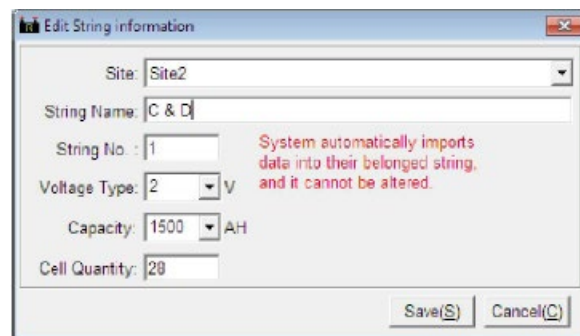 Edit String information
Site: Site2
String Name: C & D
String No. : 1
System automatically imports
data into their belonged string,
and it cannot be altered.
Voltage Type: 2 V
Capacity: 1500 AH
Cell Quantity: 28
Save(S) Cancel(C)